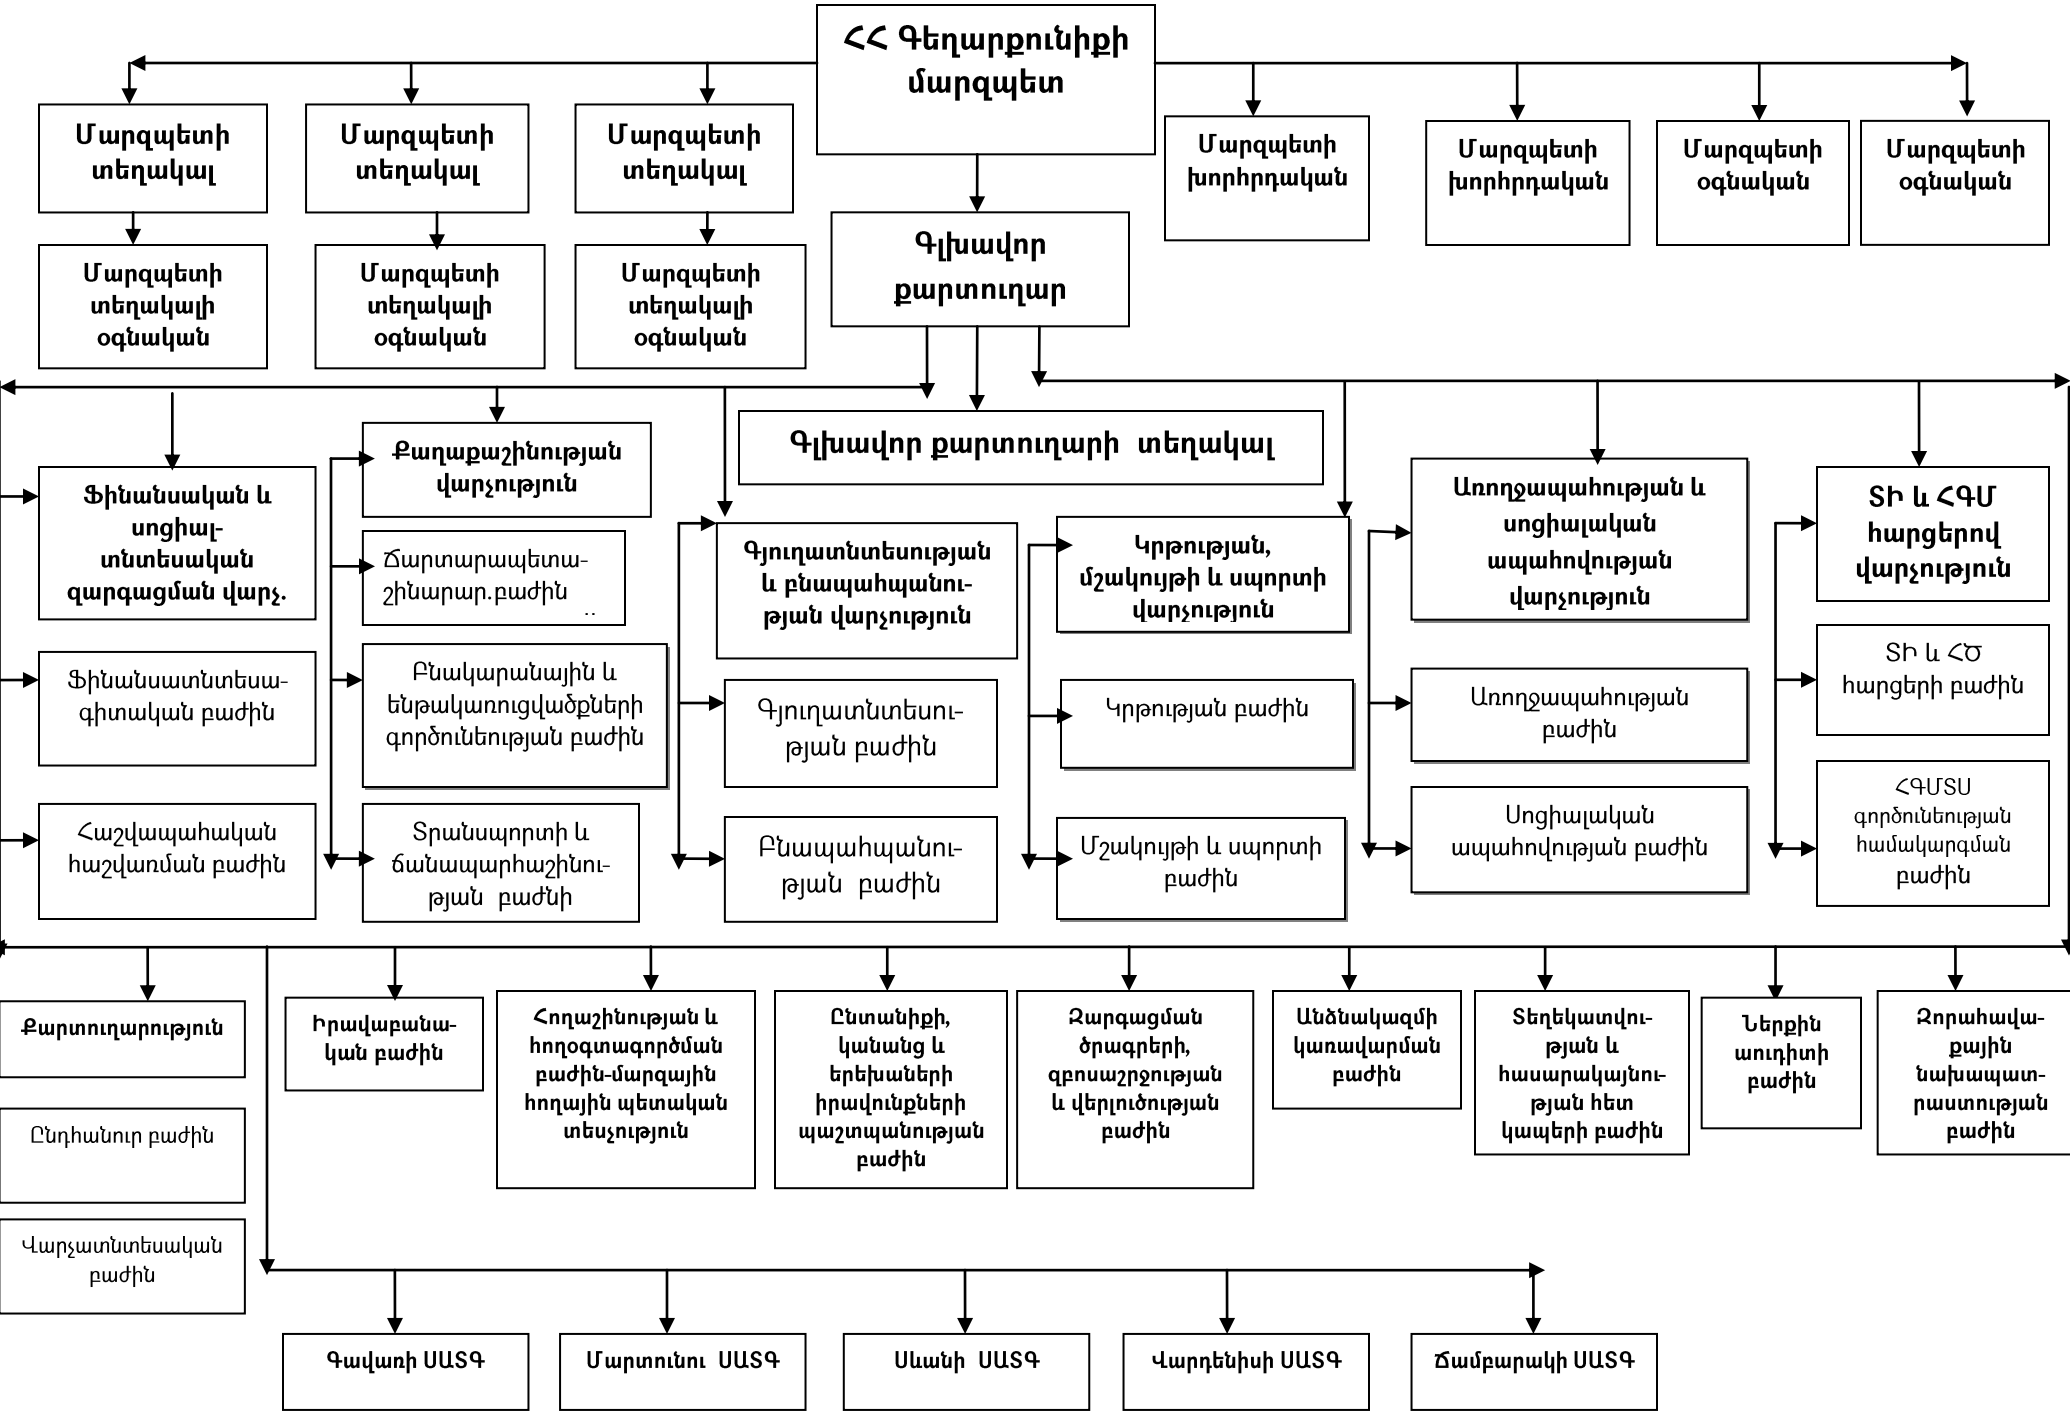 ՀՀ Գեղարքունիքի
մարզպետ
Մարզպետի
տեղակալ
Մարզպետի
տեղակալ
Մարզպետի
տեղակալ
Մարզպետի
խորհրդական
Մարզպետի
խորհրդական
Մարզպետի
օգնական
Մարզպետի
օգնական
Գլխավոր
քարտուղար
Մարզպետի
տեղակալի
օգնական
Մարզպետի
տեղակալի
օգնական
Մարզպետի
տեղակալի
օգնական
Գլխավոր քարտուղարի տեղակալ
Ֆինանսական և
սոցիալ-
տնտեսական
զարգացման վարչ.
Ֆինանսատնտեսա-
գիտական բաժին
Հաշվապահական
հաշվառման բաժին
Քաղաքաշինության
վարչություն
Ճարտարապետա-
շինարար.բաժին
Բնակարանային և
ենթակառուցվածքների
գործունեության բաժին
Տրանսպորտի և
ճանապարհաշինու-
թյան բաժնի
Գյուղատնտեսության
և բնապահպանու-
թյան վարչություն
Գյուղատնտեսու-
թյան բաժին
Բնապահպանու-
թյան բաժին
Կրթության,
մշակույթի և սպորտի
վարչություն
Կրթության բաժին
Մշակույթի և սպորտի
բաժին
Առողջապահության և
սոցիալական
ապահովության
վարչություն
Առողջապահության
բաժին
Սոցիալական
ապահովության բաժին
ՏԻ և ՀԳՄ
հարցերով
վարչություն
ՏԻ և ՀԾ
հարցերի բաժին
ՀԳՄՏՍ
գործունեության
համակարգման
բաժին
Քարտուղարություն
Ընդհանուր բաժին
Վարչատնտեսական
բաժին
Իրավաբանա-
կան բաժին
Հողաշինության և
հողօգտագործման
բաժին-մարզային
հողային պետական
տեսչություն
Ընտանիքի,
կանանց և
երեխաների
իրավունքների
պաշտպանության
բաժին
Զարգացման
ծրագրերի,
զբոսաշրջության
և վերլուծության
բաժին
Անձնակազմի
կառավարման
բաժին
Տեղեկատվու-
թյան և
հասարակայնու-
թյան հետ
կապերի բաժին
Ներքին
աուդիտի
բաժին
Զորահավա-
քային
նախապատ-
րաստության
բաժին
Գավառի ՍԱՏԳ
Մարտունու ՍԱՏԳ
Սևանի ՍԱՏԳ
Վարդենիսի ՍԱՏԳ
Ճամբարակի ՍԱՏԳ